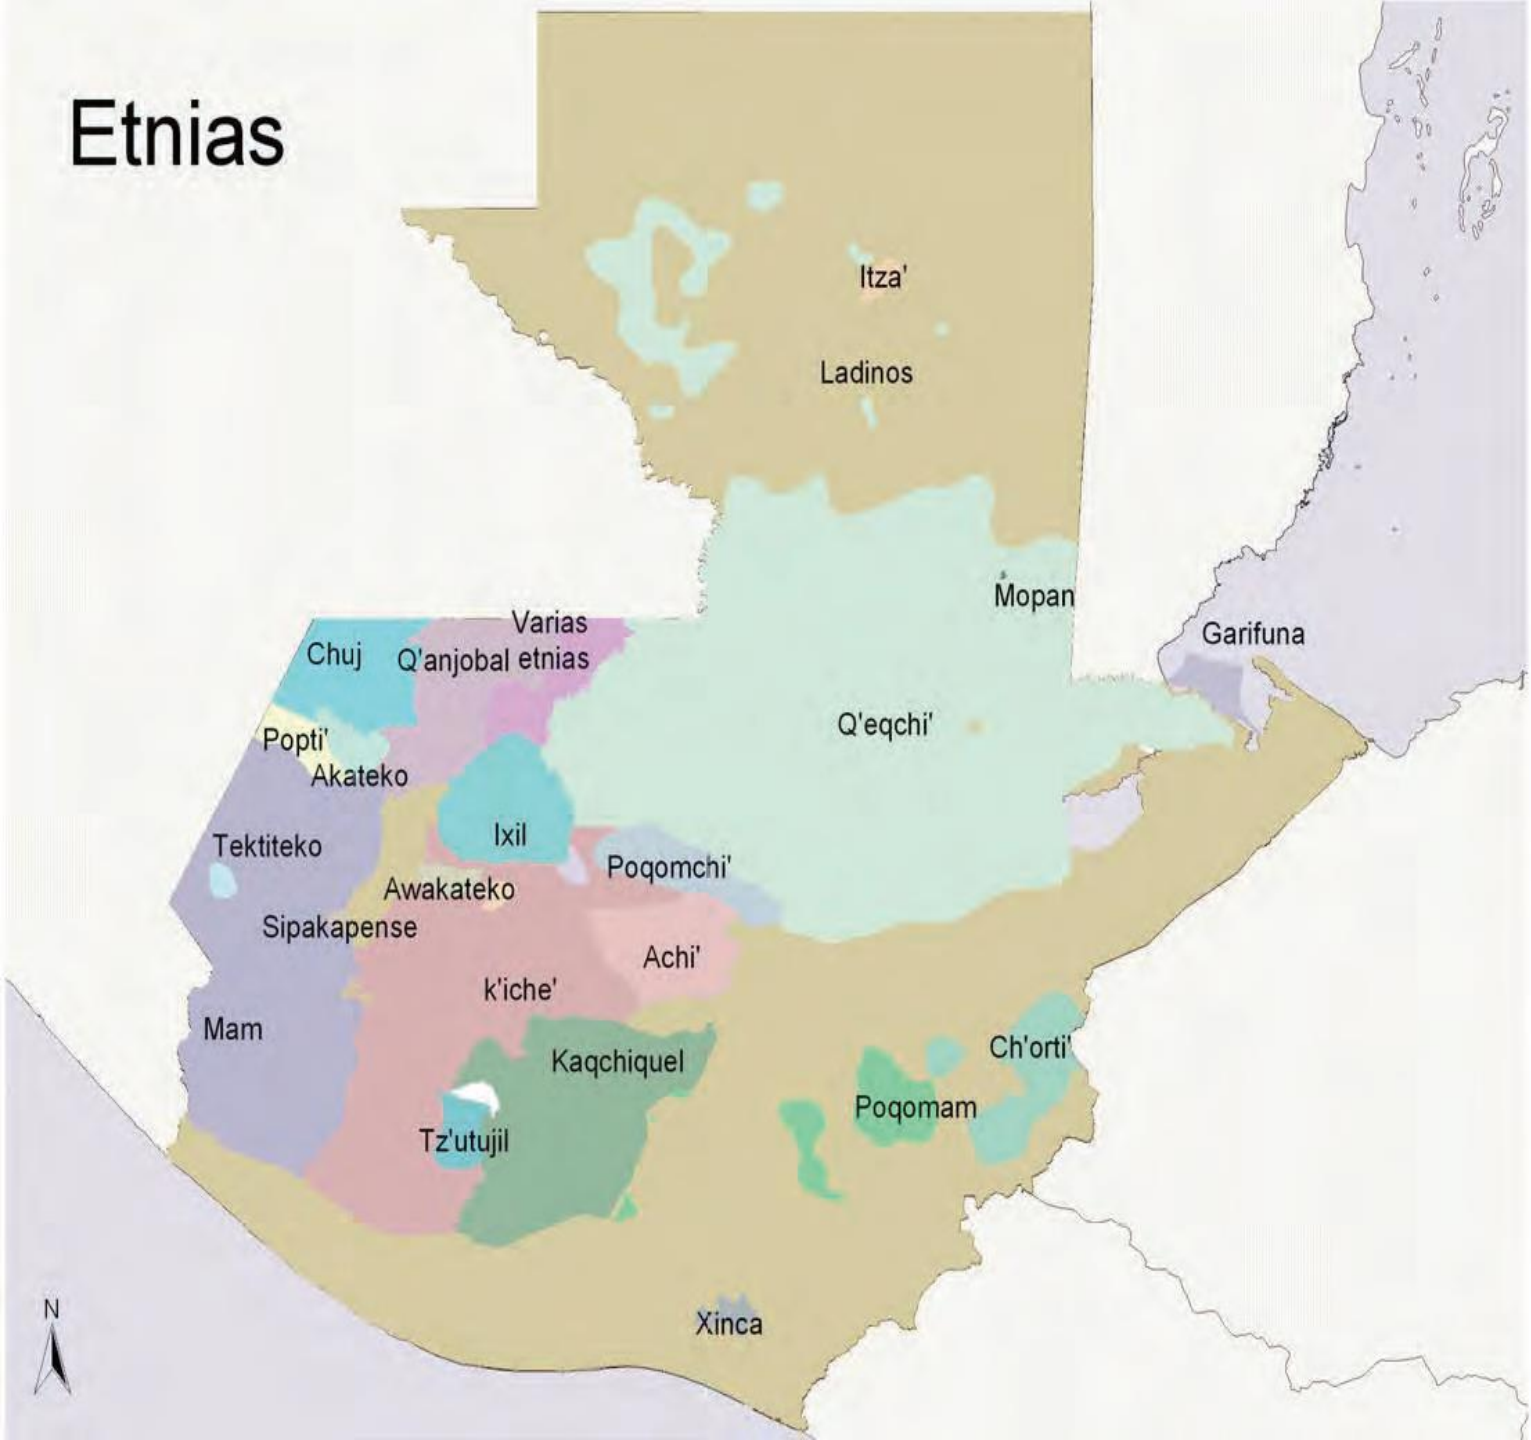 Etnias
Itza'
Ladinos
Mopan
Varias
etnias
Garifuna
Chuj
Q'anjobal
Q'eqchi'
Popti'
Akateko
Tektiteko
Ixil
Poqomchi'
Awakateko
Sipakapense
Achi'
k'iche'
Mam
Ch'orti'
Kaqchiquel
Poqomam
Tz'utujil
Xinca
N